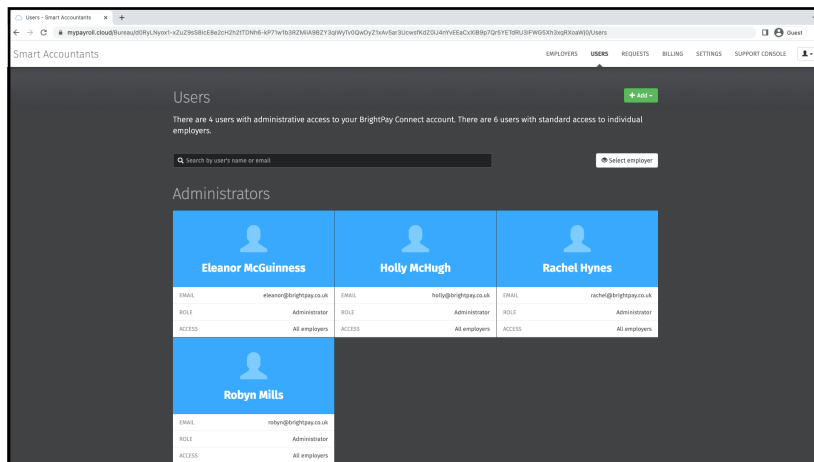 Users - Smart Accountants
mypayroll.cloud/Bureau/
Guest
Smart Accountants
EMPLOYERS USERS REQUESTS BILLING SETTINGS SUPPORT CONSOLE
Users
+ Add
There are 4 users with administrative access to your BrightPay Connect account. There are 6 users with standard access to individual
employers.
Search by user's name or email
Select employer
Administrators
Eleanor McGuinness Holly McHugh Rachel Hynes
EMAIL eleanor@brightpay.co.uk EMAIL holly@brightpay.co.uk EMAIL rachel@brightpay.co.uk
ROLE Administrator ROLE Administrator ROLE Administrator
ACCESS All employers ACCESS All employers ACCESS All employers
Robyn Mills
EMAIL robyn@brightpay.co.uk
ROLE Administrator
ACCESS All employers